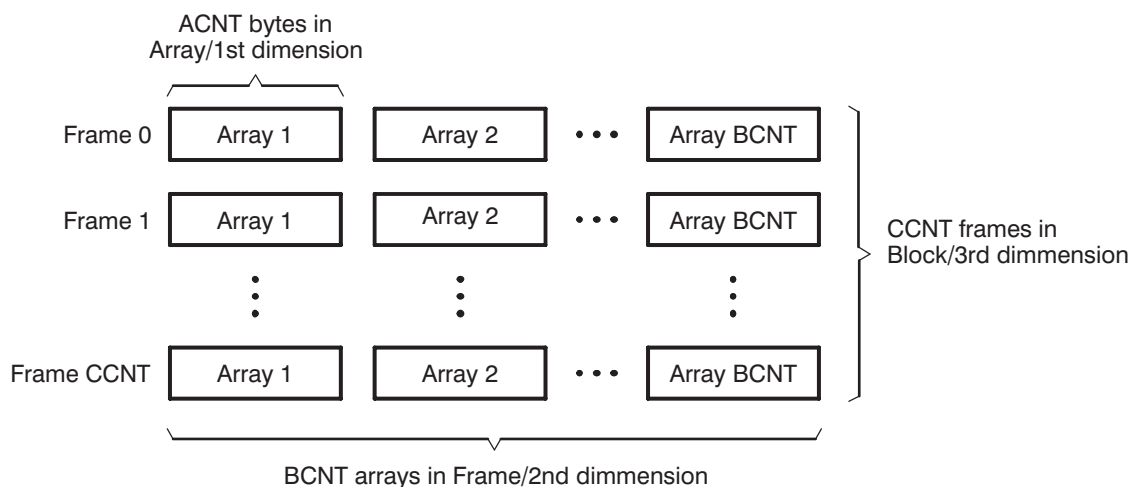 ACNT bytes in
Array/1st dimension
Frame 0 Array 1 Array 2 • • • Array BCNT
Frame 1 Array 1 Array 2 • • • Array BCNT
CCNT frames in
Block/3rd dimmension
Frame CCNT Array 1 Array 2 • • • Array BCNT
BCNT arrays in Frame/2nd dimmension